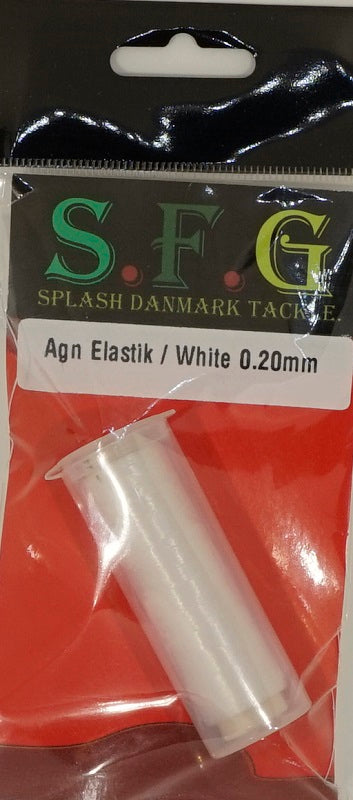 S.F.G
SPLASH DANMARK TACKLE
Agn Elastik / White 0.20mm